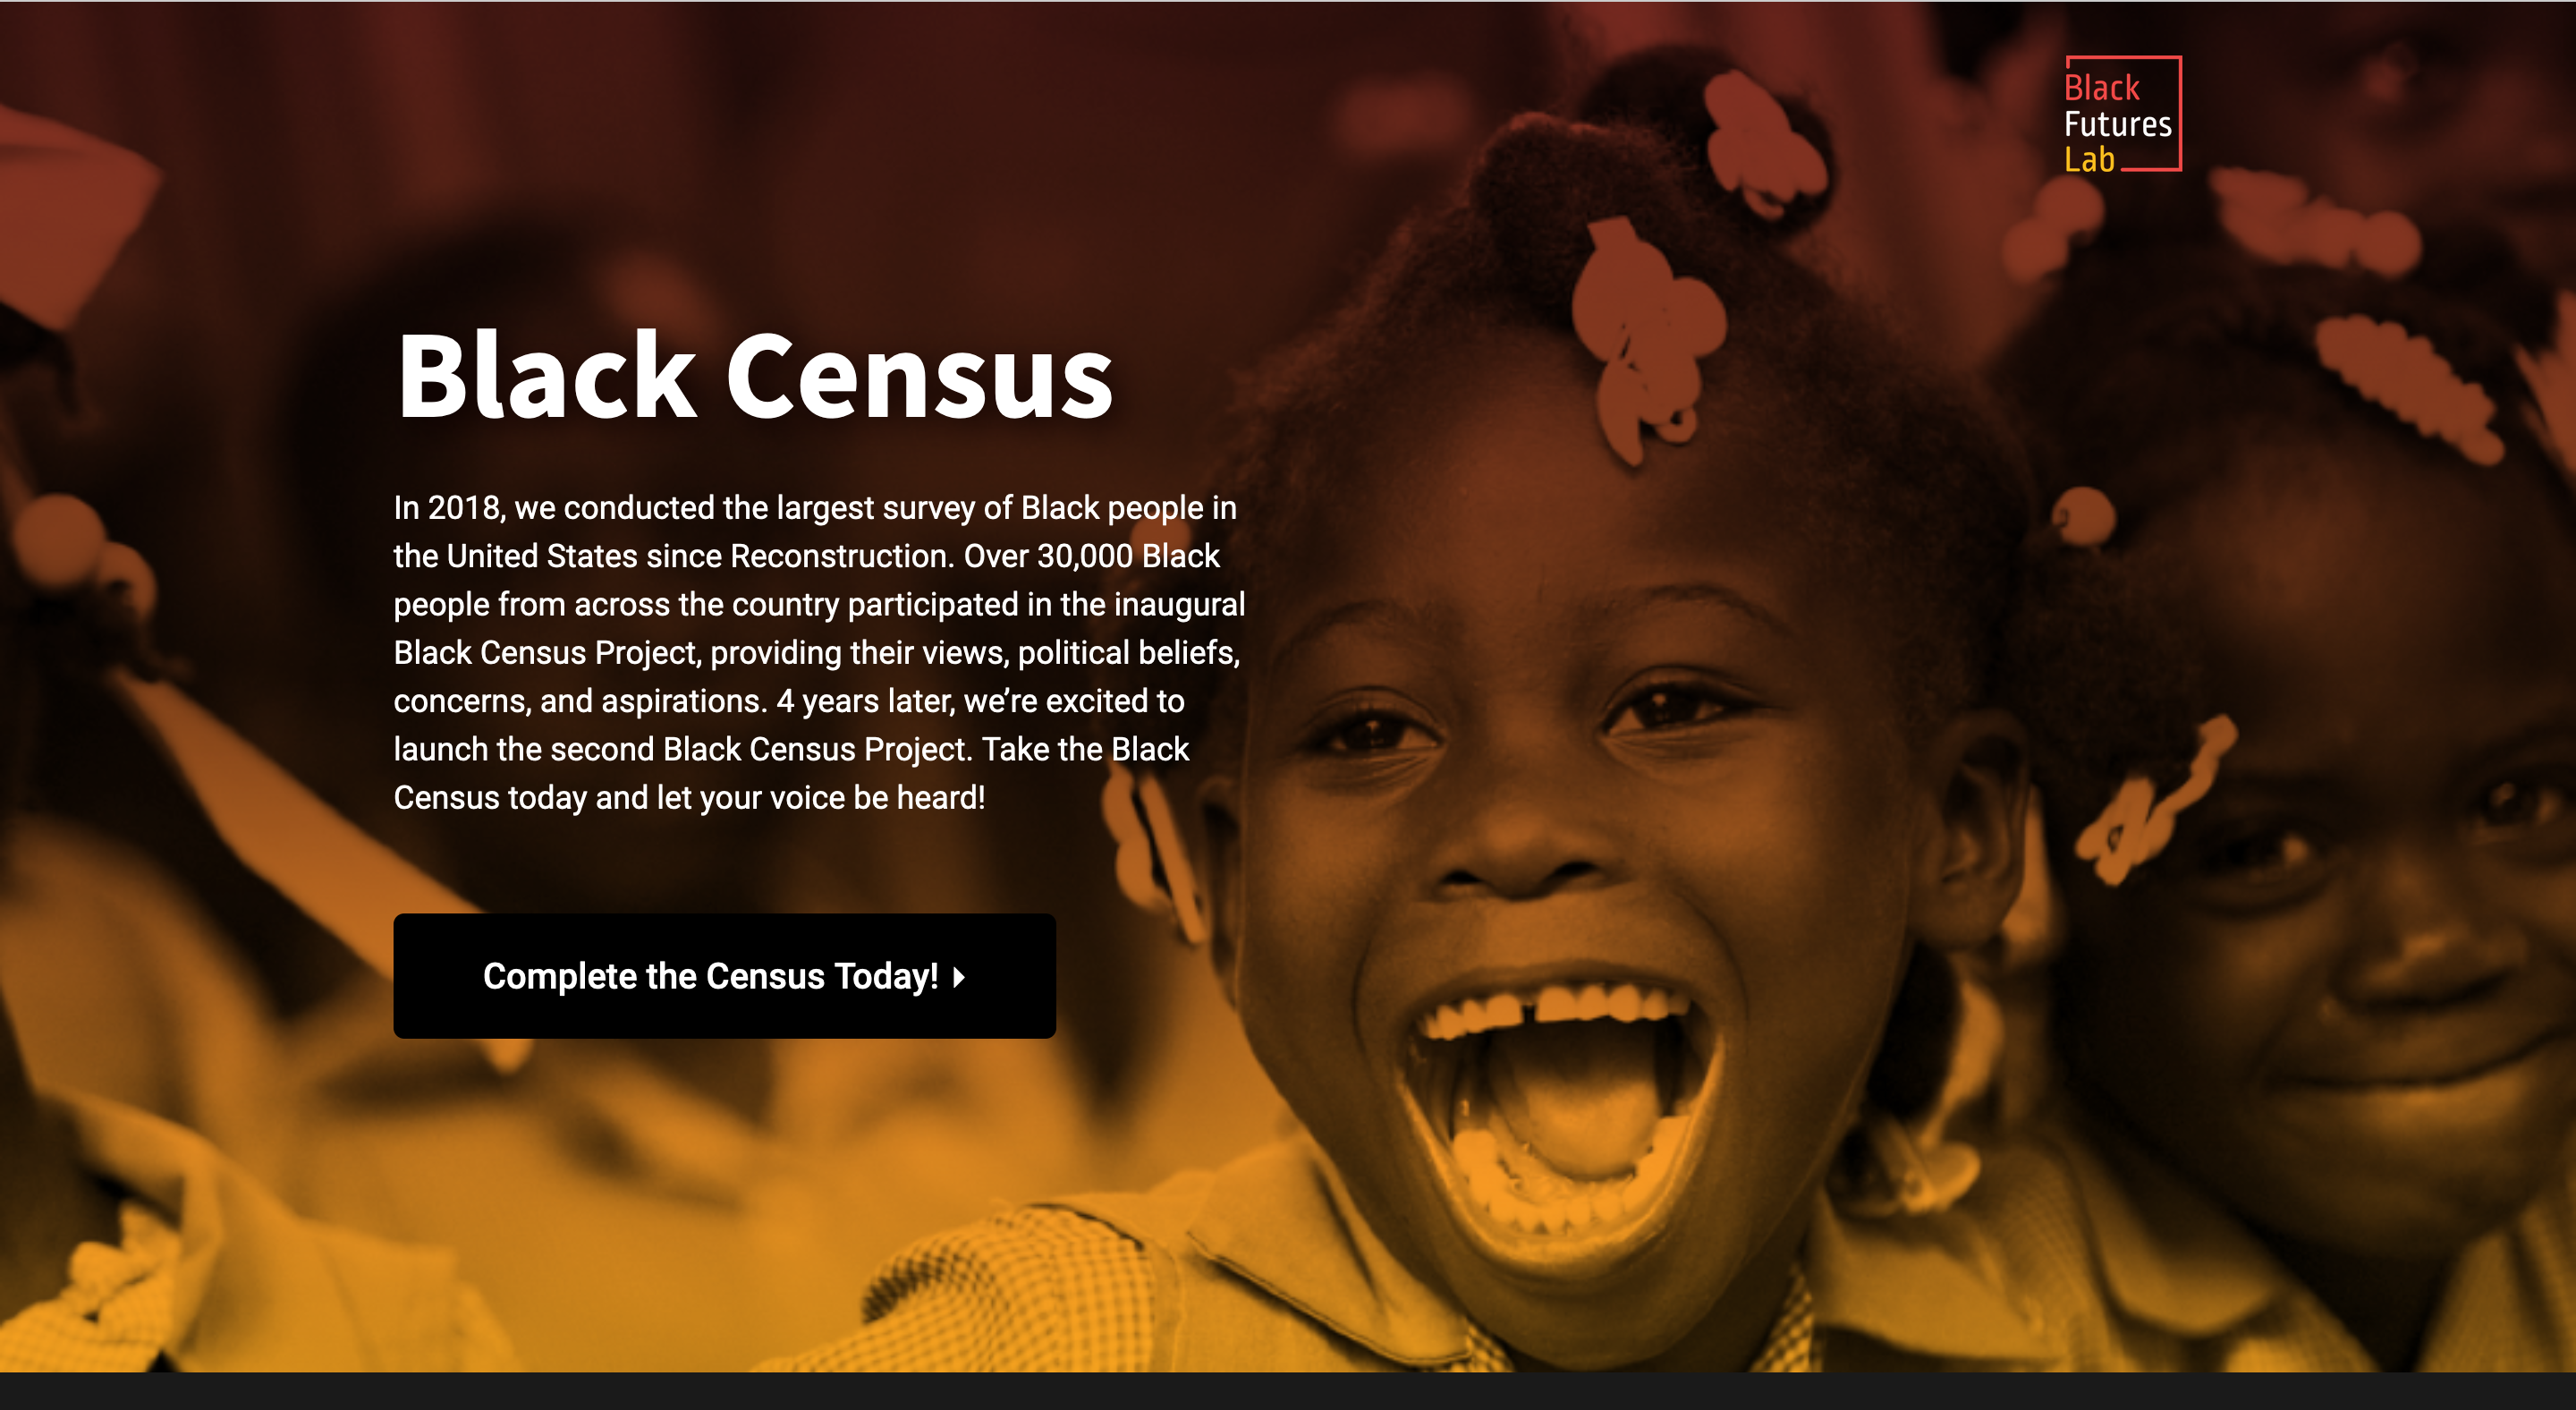 Black
Futures
Lab
Black Census
In 2018, we conducted the largest survey of Black people in
the United States since Reconstruction. Over 30,000 Black
people from across the country participated in the inaugural
Black Census Project, providing their views, political beliefs,
concerns, and aspirations. 4 years later, we’re excited to
launch the second Black Census Project. Take the Black
Census today and let your voice be heard!
Complete the Census Today!